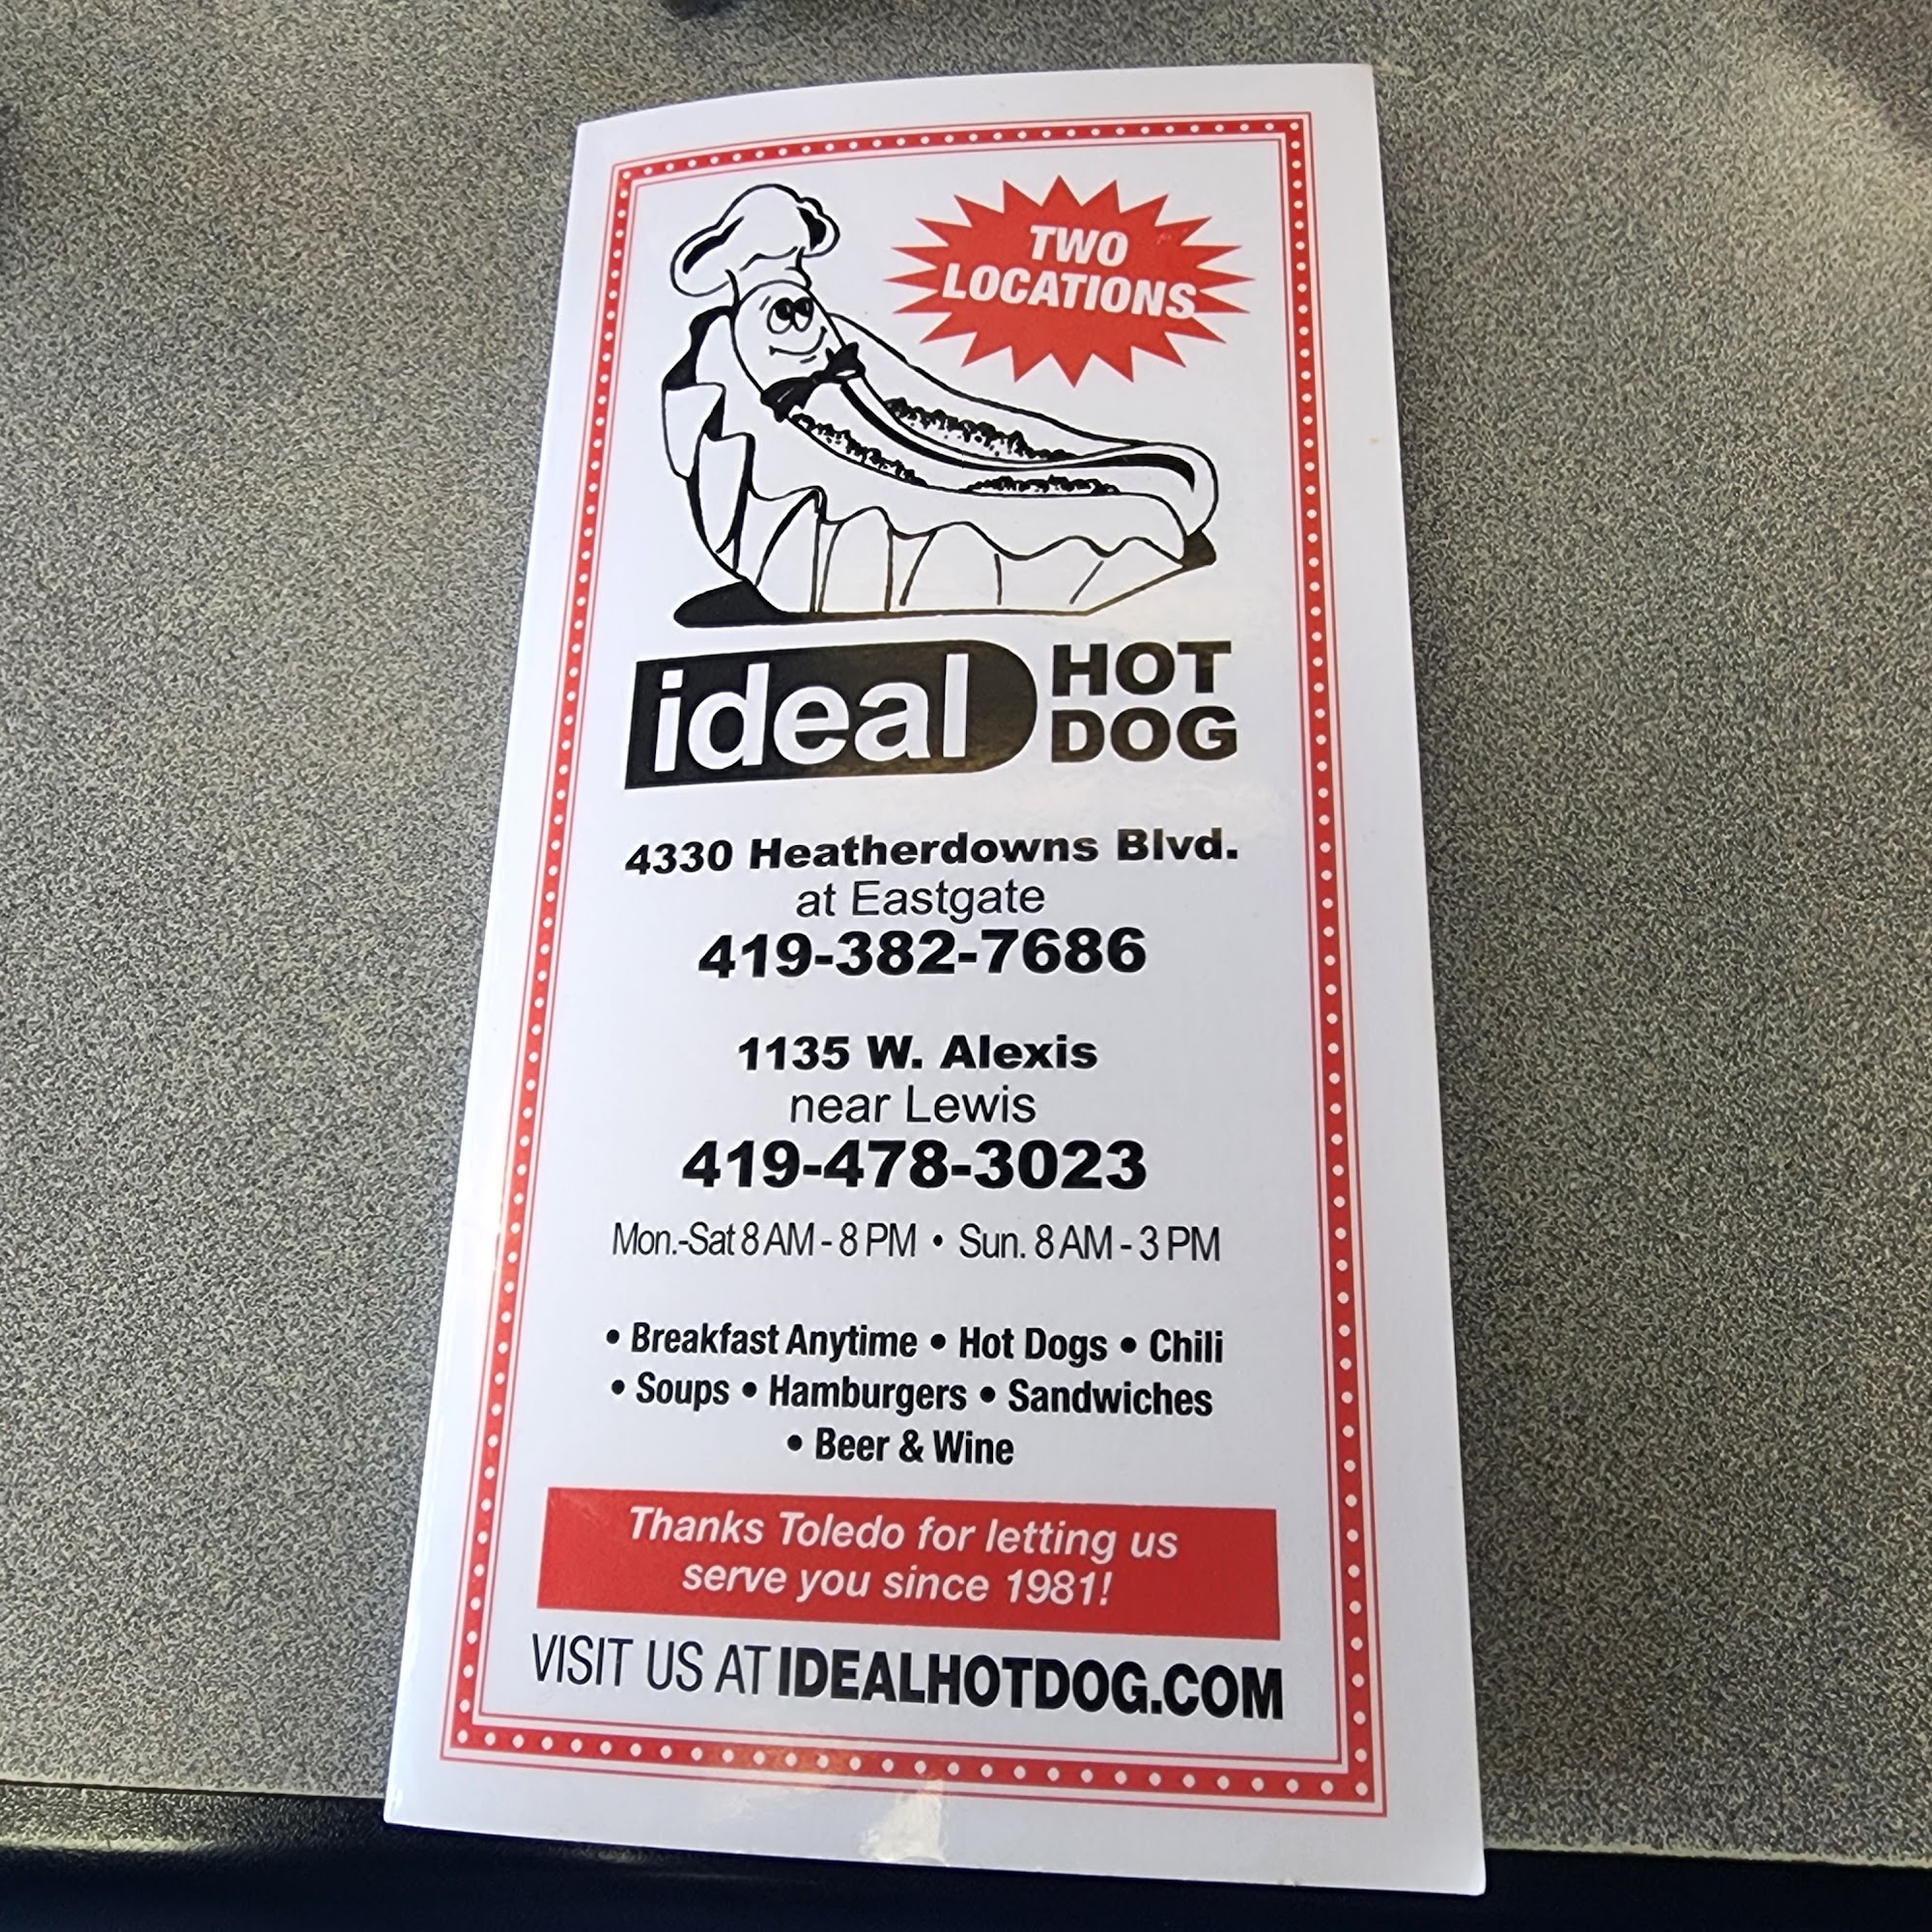 TWO
LOCATIONS
ideal HOT
DOG
4330 Heatherdowns Blvd.
at Eastgate
419-382-7686
1135 W. Alexis
near Lewis
419-478-3023
Mon.-Sat 8 AM - 8 PM • Sun. 8 AM - 3 PM
• Breakfast Anytime • Hot Dogs • Chili
• Soups • Hamburgers • Sandwiches
• Beer & Wine
Thanks Toledo for letting us
serve you since 1981!
VISIT US AT IDEALHOTDOG.COM